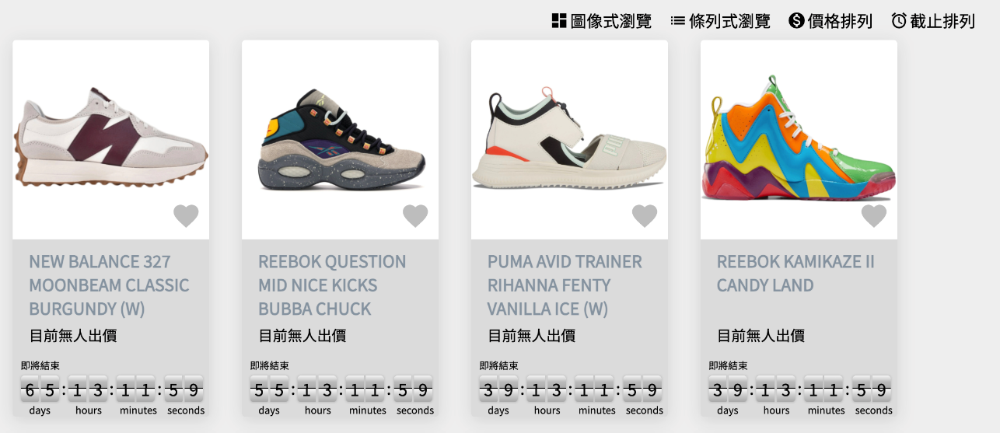 圖像式瀏覽 條列式瀏覽 價格排列 截止排列
NEW BALANCE 327
MOONBEAM CLASSIC
BURGUNDY (W)
目前無人出價
即將結束
65:13:11:59
days hours minutes seconds
REEBOK QUESTION
MID NICE KICKS
BUBBA CHUCK
目前無人出價
即將結束
55:13:11:59
days hours minutes seconds
PUMA
PUMA AVID TRAINER
RIHANNA FENTY
VANILLA ICE (W)
目前無人出價
即將結束
39:13:11:59
days hours minutes seconds
REEBOK KAMIKAZE II
CANDY LAND
目前無人出價
即將結束
39:13:11:59
days hours minutes seconds